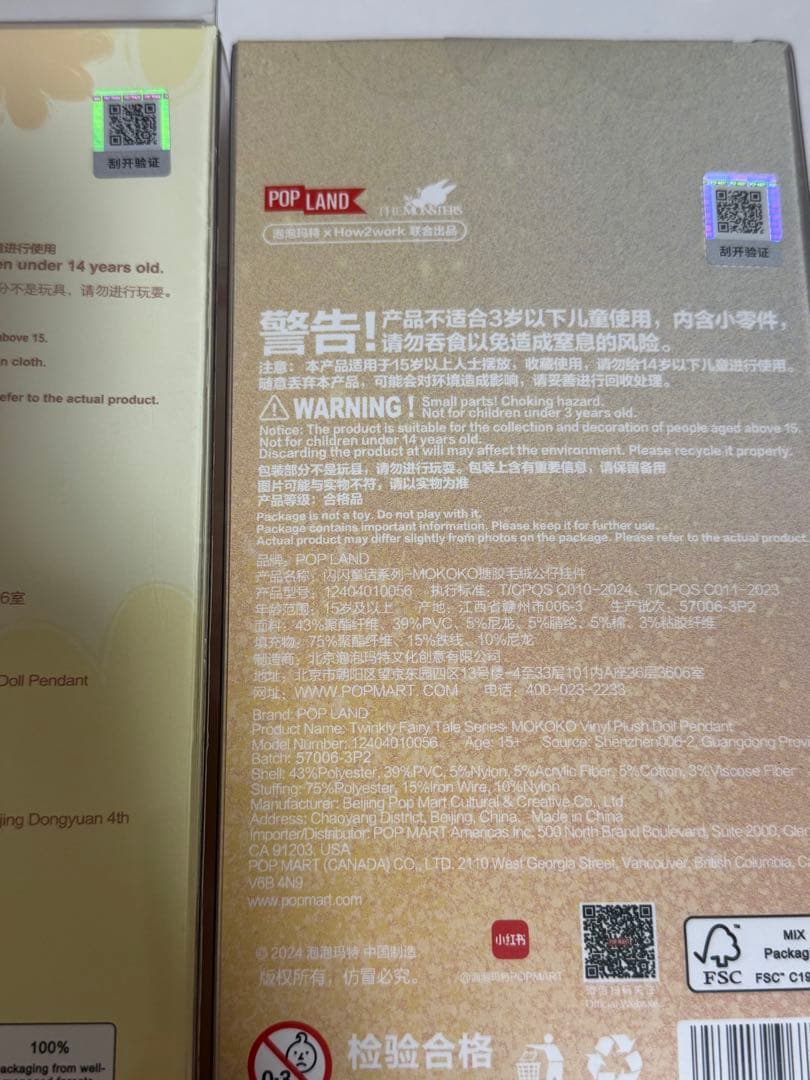 刮开验证
进行使用
en under 14 years old.
分不是玩具，请勿进行玩耍。
above 15.
n cloth.
efer to the actual product.
6室
Doll Pendant
jing Dongyuan 4th
100%
ackaging from well-
POP LAND
THE MONSTERS
泡泡玛特 x How2work 联合出品
刮开验证
警告!产品不适合3岁以下儿童使用，内含小零件，
请勿吞食以免造成窒息的风险。
注意：本产品适用于15岁以上人士摆放，收藏使用，请勿给14岁以下儿童进行使用。
随意丢弃本产品，可能会对环境造成影响，请妥善进行回收处理。
WARNING! Small parts! Choking hazard.
Not for children under 3 years old.
Notice: The product is suitable for the collection and decoration of people aged above 15.
Not for children under 14 years old.
Discarding the product at will may affect the environment. Please recycle it properly.
包装部分不是玩具，请勿进行玩耍。包装上含有重要信息，请保留备用
图片可能与实物不符，请以实物为准
产品等级：合格品
Package is not a toy. Do not play with it.
Package contains important information. Please keep it for further use.
Actual product may differ slightly from photos on the package. Please refer to the actual product.
品牌：POP LAND
产品名称：闪闪童话系列-MOKOKO搪胶毛绒公仔挂件
产品型号：12404010056 执行标准：T/CPQS C010-2024、T/CPQS C011-2023
年龄范围：15岁及以上 产地：江西省赣州市006-3 生产批次：57006-3P2
面料：43%聚酯纤维、39%PVC、5%尼龙、5%腈纶、5%棉、3%粘胶纤维
填充物：75%聚酯纤维、15%铁线、10%尼龙
制造商：北京泡泡玛特文化创意有限公司
地址：北京市朝阳区望京东园四区13号楼-4至33层101内A座36层3606室
网址：WWW.POPMART.COM 电话：400-023-2233
Brand: POP LAND
Product Name: Twinkly Fairy Tale Series- MOKOKO Vinyl Plush Doll Pendant
Model Number: 12404010056 Age: 15+ Source: Shenzhen006-2, Guangdong Prov
Batch: 57006-3P2
Shell: 43%Polyester, 39%PVC, 5%Nylon, 5%Acrylic Fiber, 5%Cotton, 3%Viscose Fiber
Stuffing: 75%Polyester, 15%Iron Wire, 10%Nylon
Manufacturer: Beijing Pop Mart Cultural & Creative Co., Ltd.
Address: Chaoyang District, Beijing, China. Made in China
Importer/Distributor: POP MART Americas Inc. 500 North Brand Boulevard, Suite 2000, Gler
CA 91203, USA
POP MART (CANADA) CO., LTD. 2110 West Georgia Street, Vancouver, British Columbia, C
V6B 4N9
www.popmart.com
小红书
POP MART
© 2024 泡泡玛特 中国制造
版权所有，仿冒必究。
@泡泡玛特POPMART
Official Website
FSC
MIX
Packag
FSC™ C19
0-3
检验合格